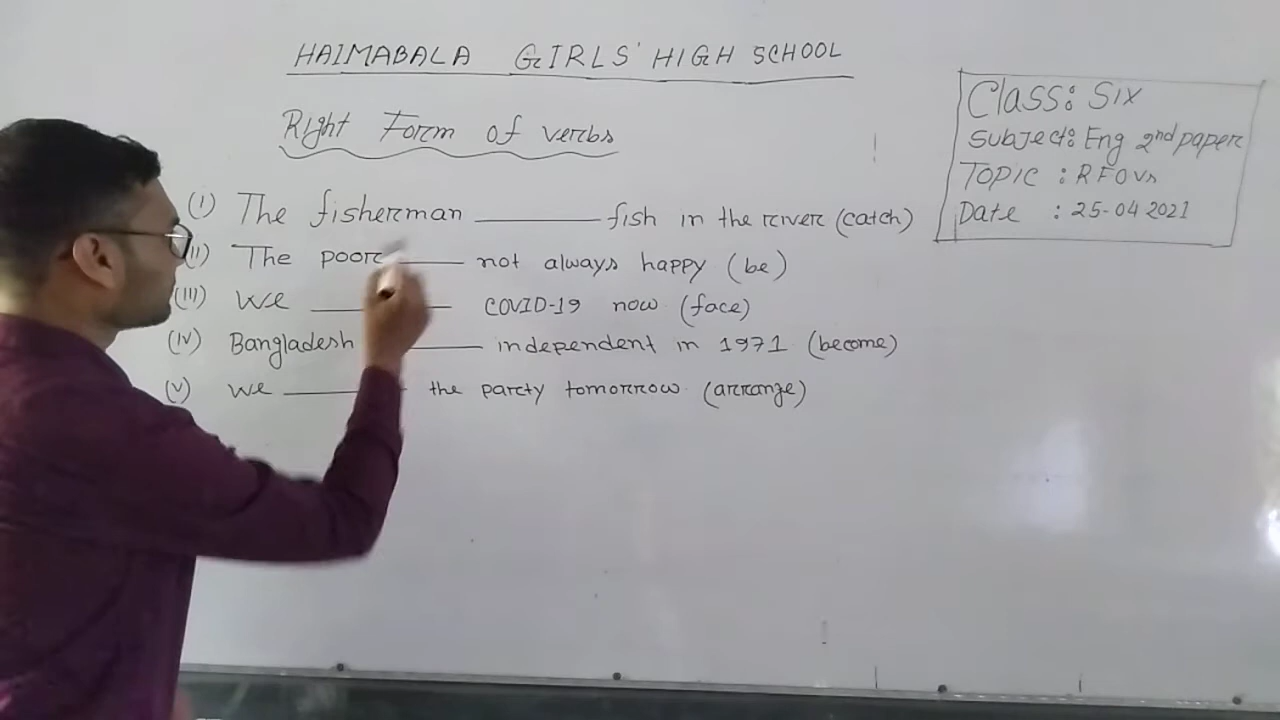 HAIMABALA GIRLS' HIGH SCHOOL
Right Form of verbs
(i) The fisherman ________ fish in the river (catch)
(ii) The poor ____ not always happy (be)
(iii) We ________ COVID-19 now (face)
(iv) Bangladesh ____ independent in 1971 (become)
(v) We ________ the party tomorrow (arrange)
Class: Six
Subject: Eng 2nd paper
Topic : RFOVs
Date : 25-04 2021